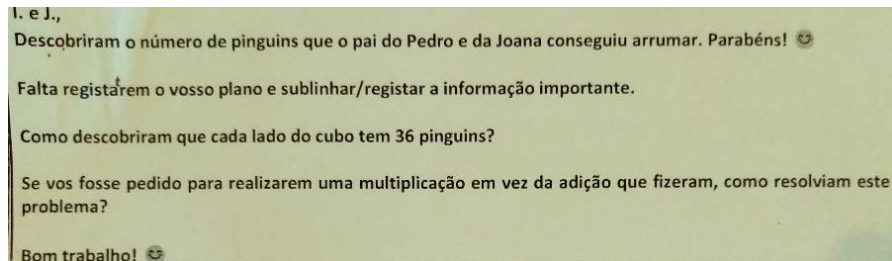 I. e J.,
Descobriram o número de pinguins que o pai do Pedro e da Joana conseguiu arrumar. Parabéns! ☺
Falta registarem o vosso plano e sublinhar/registar a informação importante.
Como descobriram que cada lado do cubo tem 36 pinguins?
Se vos fosse pedido para realizarem uma multiplicação em vez da adição que fizeram, como resolviam este
problema?
Bom trabalho! ☺